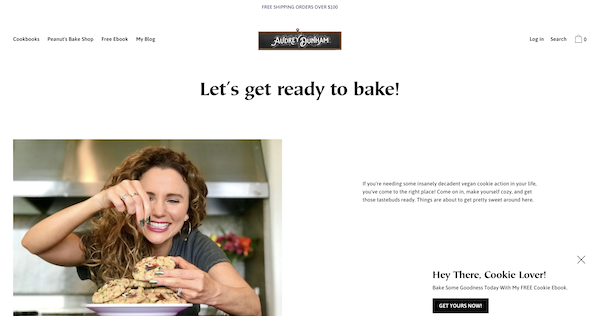 FREE SHIPPING ORDERS OVER $100
Cookbooks Peanut's Bake Shop Free Ebook My Blog
AUDREY DUNHAM
Log in Search 0
Let's get ready to bake!
If you're needing some insanely decadent vegan cookie action in your life,
you've come to the right place! Come on in, make yourself cozy, and get
those tastebuds ready. Things are about to get pretty sweet around here.
Hey There, Cookie Lover!
Bake Some Goodness Today With My FREE Cookie Ebook.
GET YOURS NOW!